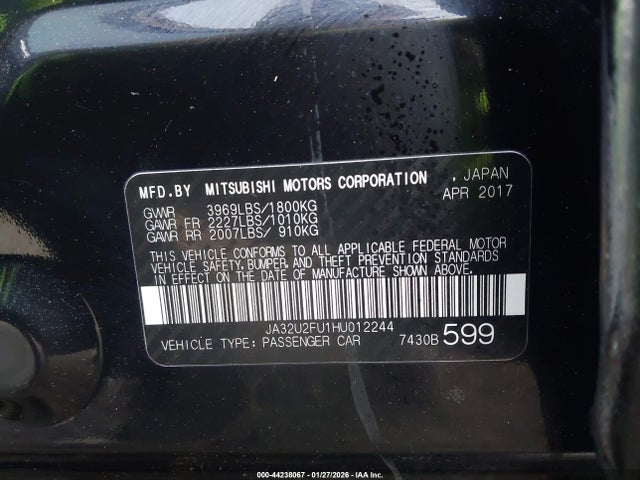 MFD.BY MITSUBISHI MOTORS CORPORATION , JAPAN
APR 2017
GVWR 3969LBS/1800KG
GAWR FR 2227LBS/1010KG
GAWR RR 2007LBS/ 910KG
THIS VEHICLE CONFORMS TO ALL APPLICABLE FEDERAL MOTOR
VEHICLE SAFETY, BUMPER, AND THEFT PREVENTION STANDARDS
IN EFFECT ON THE DATE OF MANUFACTURE SHOWN ABOVE.
JA32U2FU1HU012244
VEHICLE TYPE: PASSENGER CAR 7430B 599
000-44238067 - 01/27/2026 - IAA Inc.